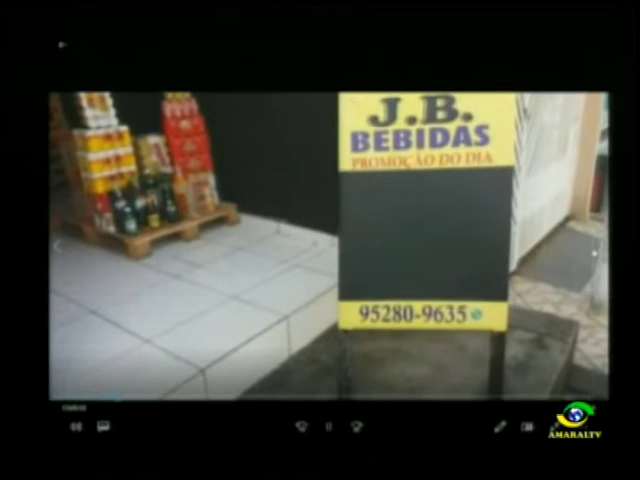 J.B.
BEBIDAS
PROMOÇÃO DO DIA
95280-9635
AMARALTV